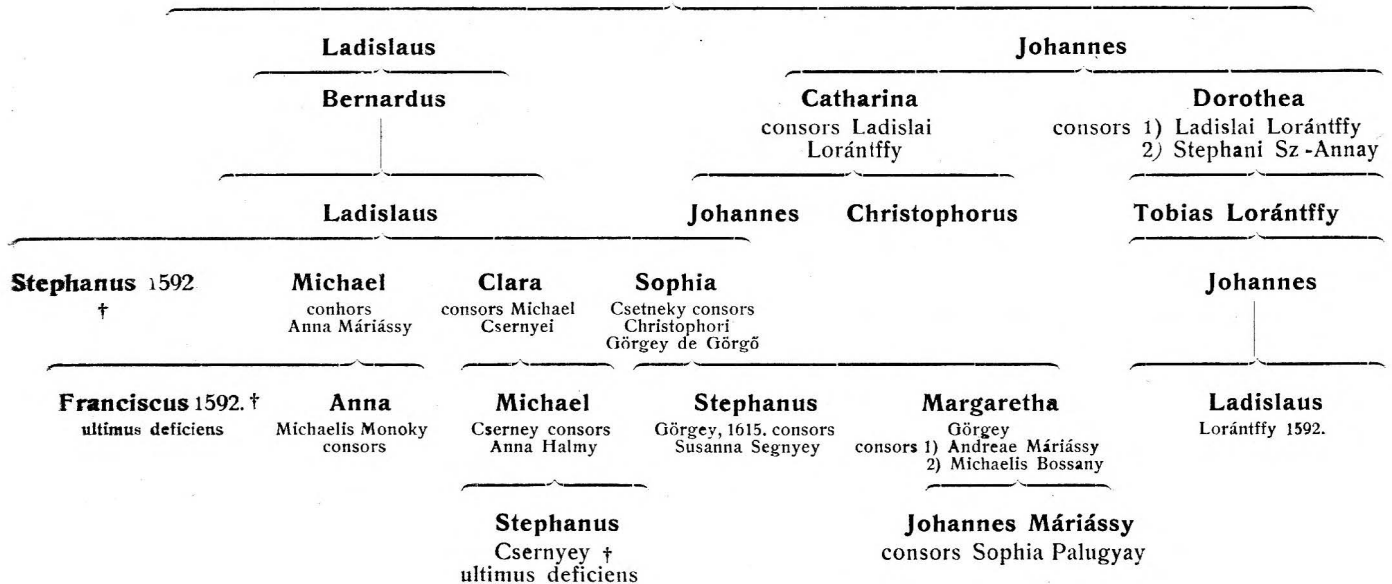 Ladislaus Johannes
Bernardus Catharina Dorothea
consors Ladislai consors 1) Ladislai Lorántffy
Lorántffy 2) Stephani Sz-Annay
Ladislaus Johannes Christophorus Tobias Lorántffy
Stephanus 1592 Michael Clara Sophia Johannes
† conhors consors Michael Csetneky consors
Anna Máriássy Csernyei Christophori
Görgey de Görgő
Franciscus 1592. † Anna Michael Stephanus Margaretha Ladislaus
ultimus deficiens Michaelis Monoky Cserney consors Görgey, 1615. consors Görgey Lorántffy 1592.
consors Anna Halmy Susanna Segnyey consors 1) Andreae Máriássy
2) Michaelis Bossany
Stephanus Johannes Máriássy
Csernyey † consors Sophia Palugyay
ultimus deficiens